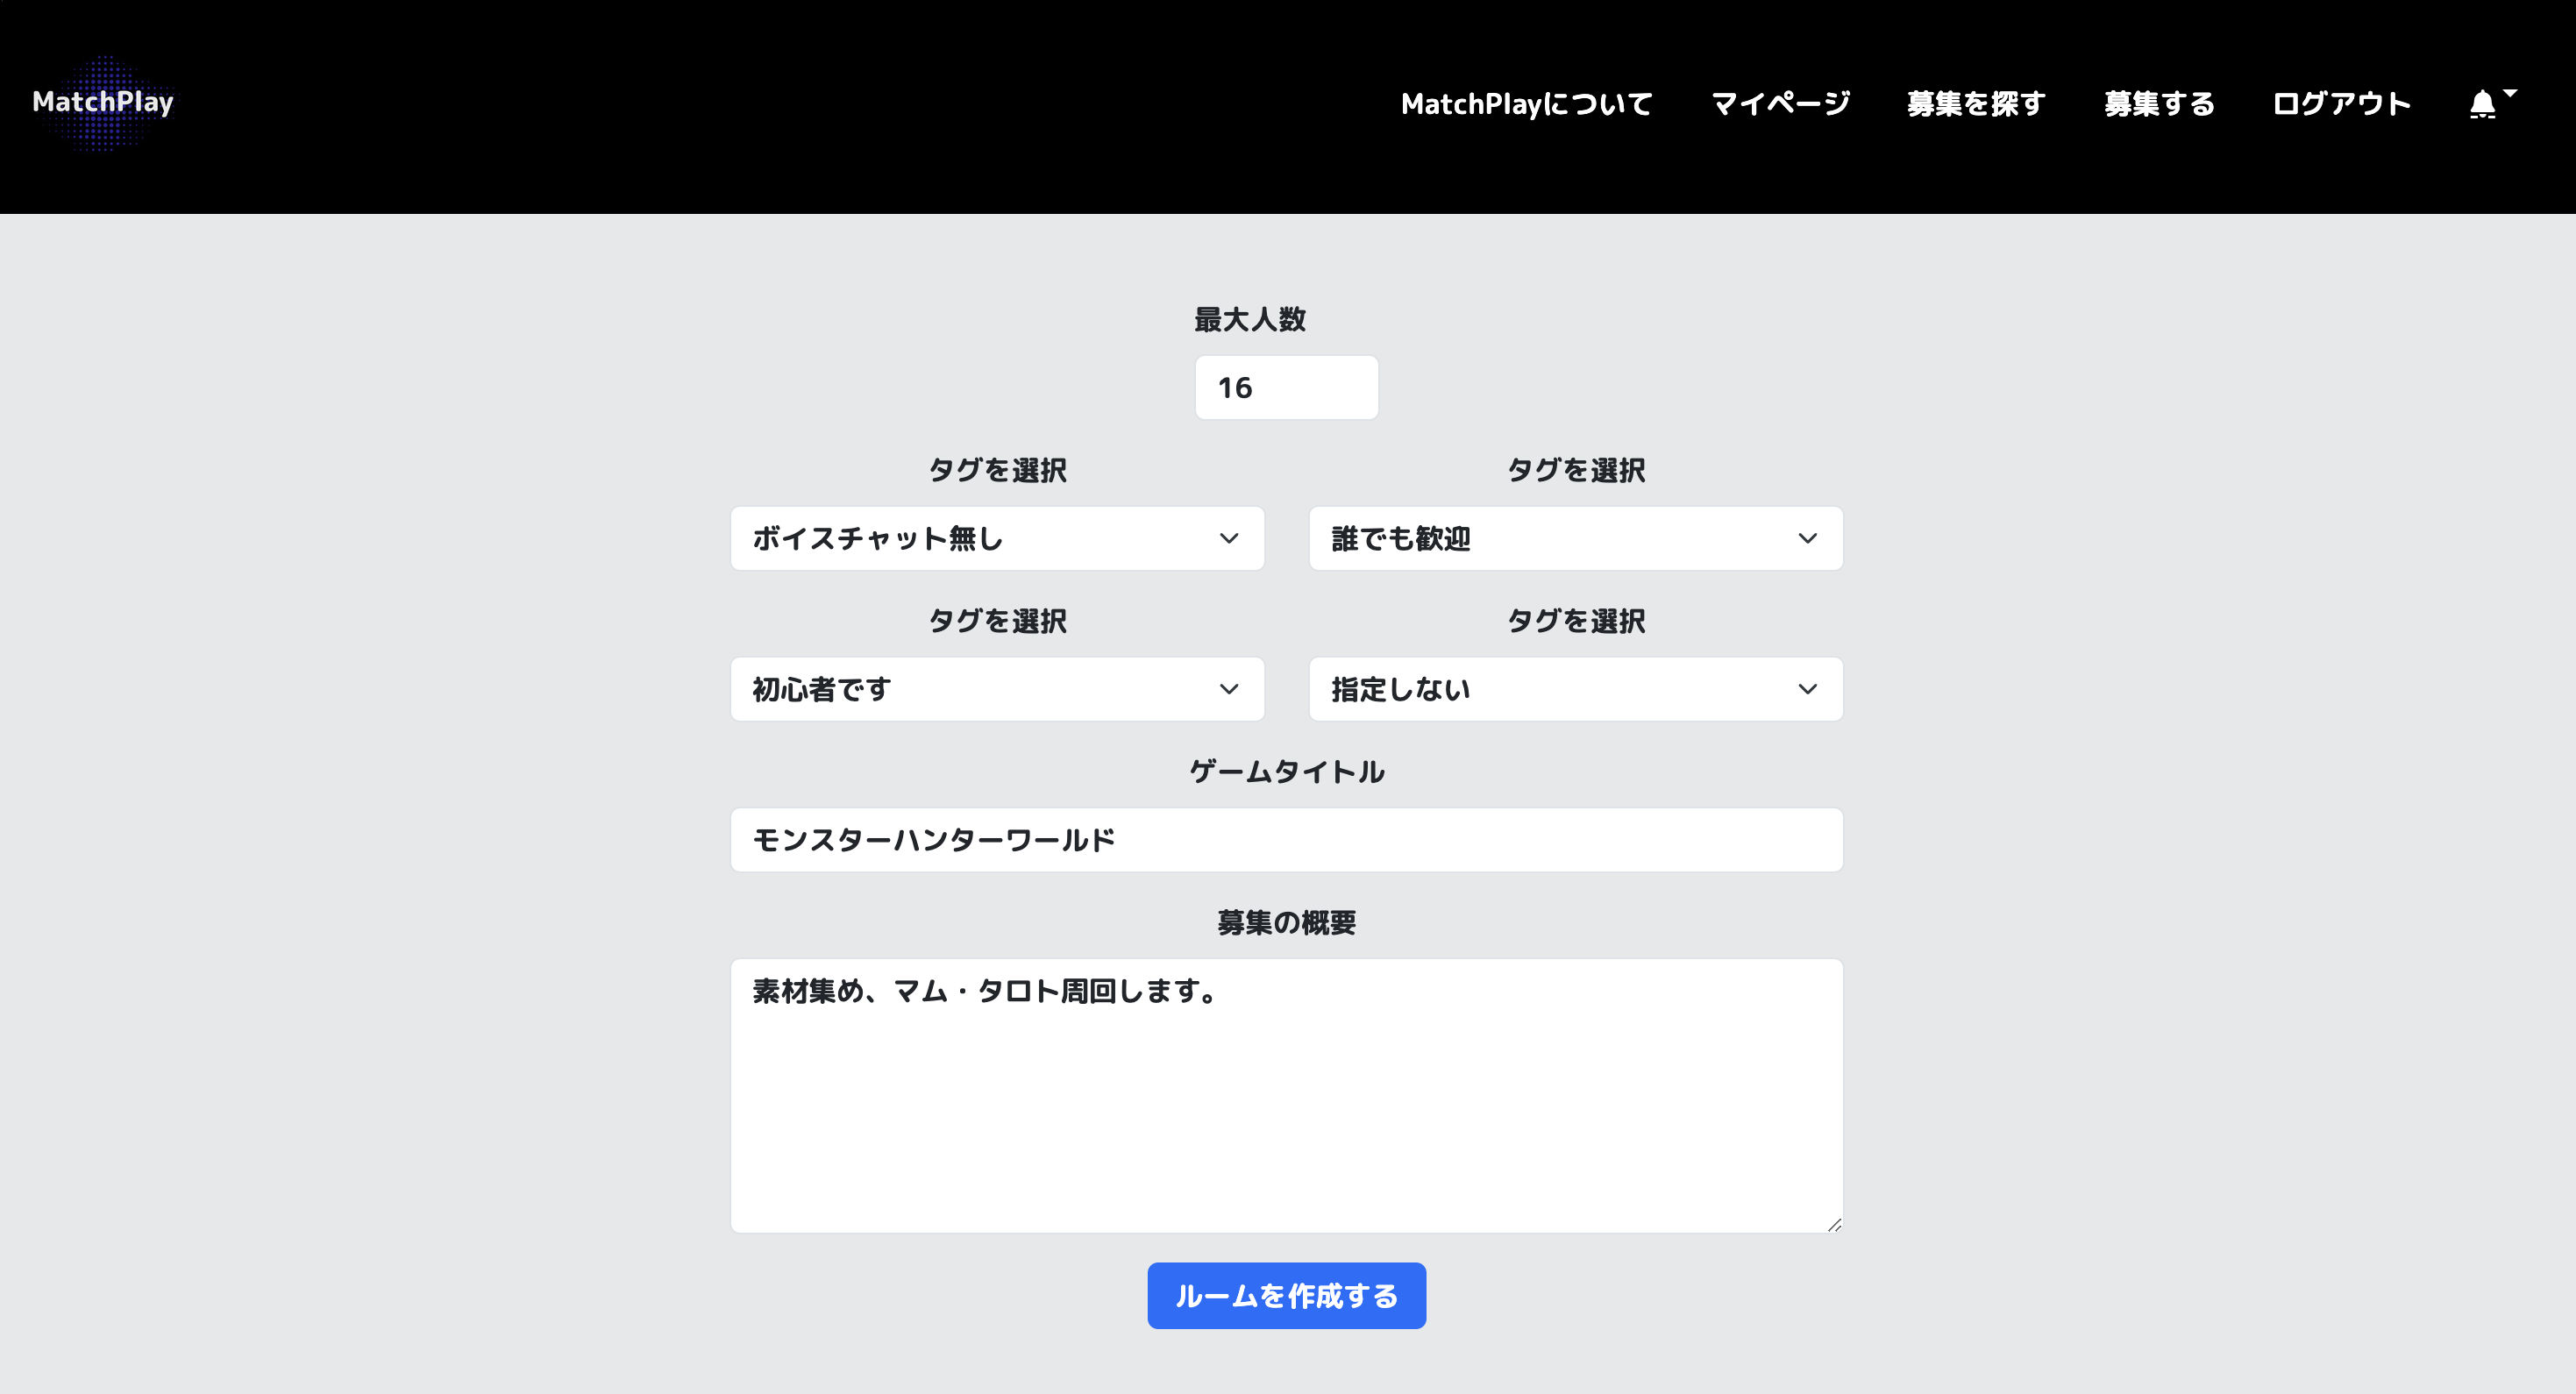 MatchPlay
MatchPlayについて マイページ 募集を探す 募集する ログアウト
最大人数
16
タグを選択 タグを選択
ボイスチャット無し 誰でも歓迎
タグを選択 タグを選択
初心者です 指定しない
ゲームタイトル
モンスターハンターワールド
募集の概要
素材集め、マム・タロト周回します。
ルームを作成する